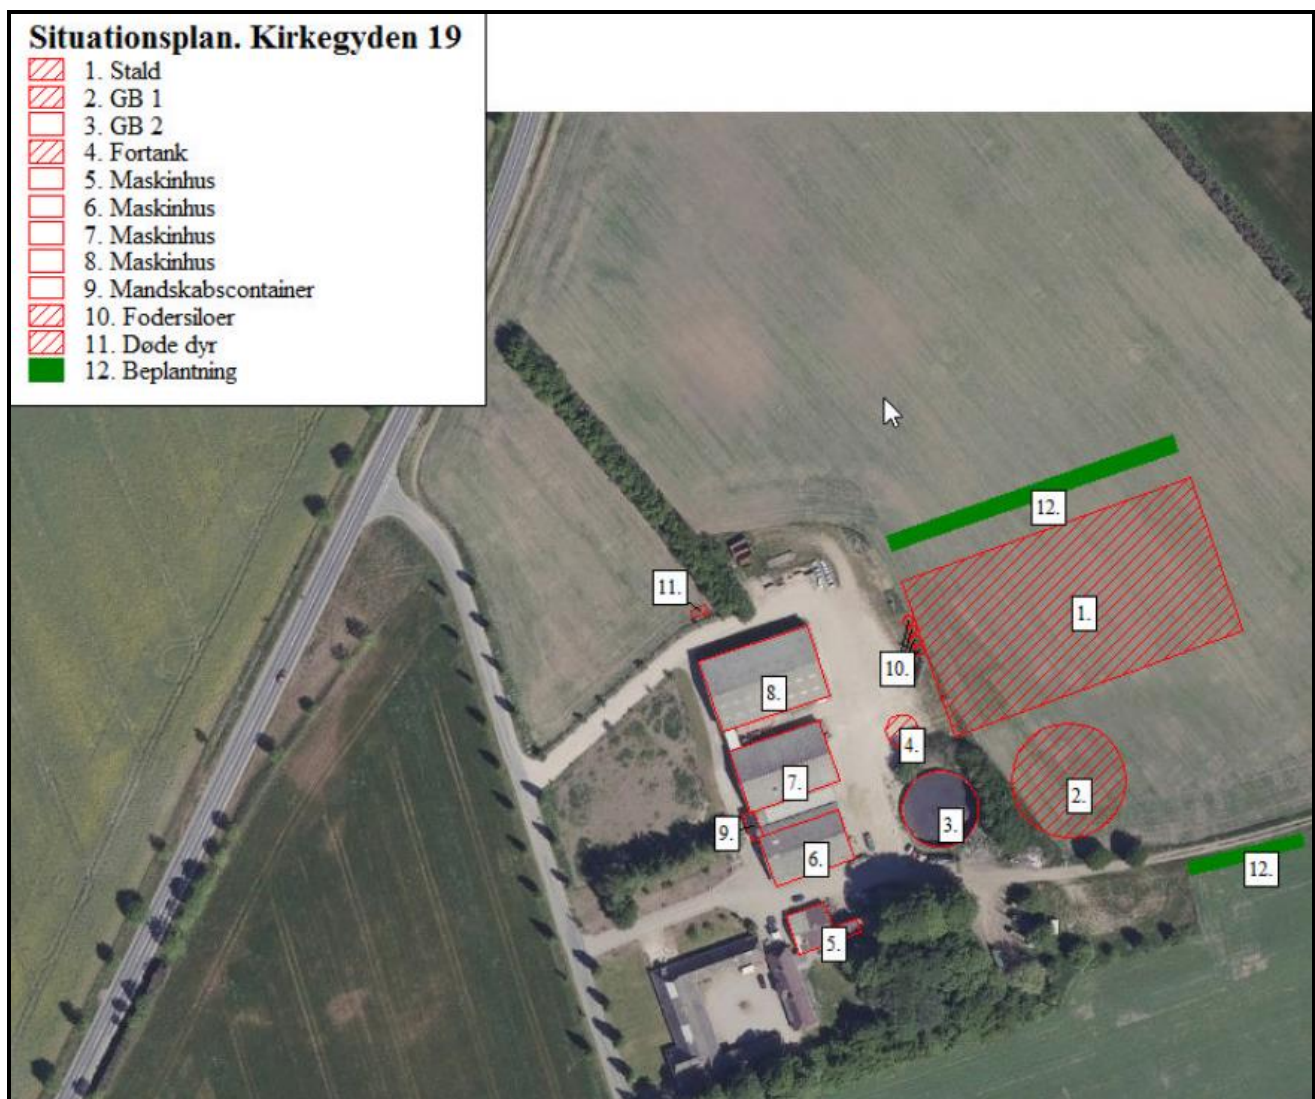 Situationsplan. Kirkegyden 19
1. Stald
2. GB 1
3. GB 2
4. Fortank
5. Maskinhus
6. Maskinhus
7. Maskinhus
8. Maskinhus
9. Mandskabscontainer
10. Fodersiloer
11. Døde dyr
12. Beplantning
12.
11.
1.
10.
8.
4.
7.
2.
3.
9.
6.
12.
5.